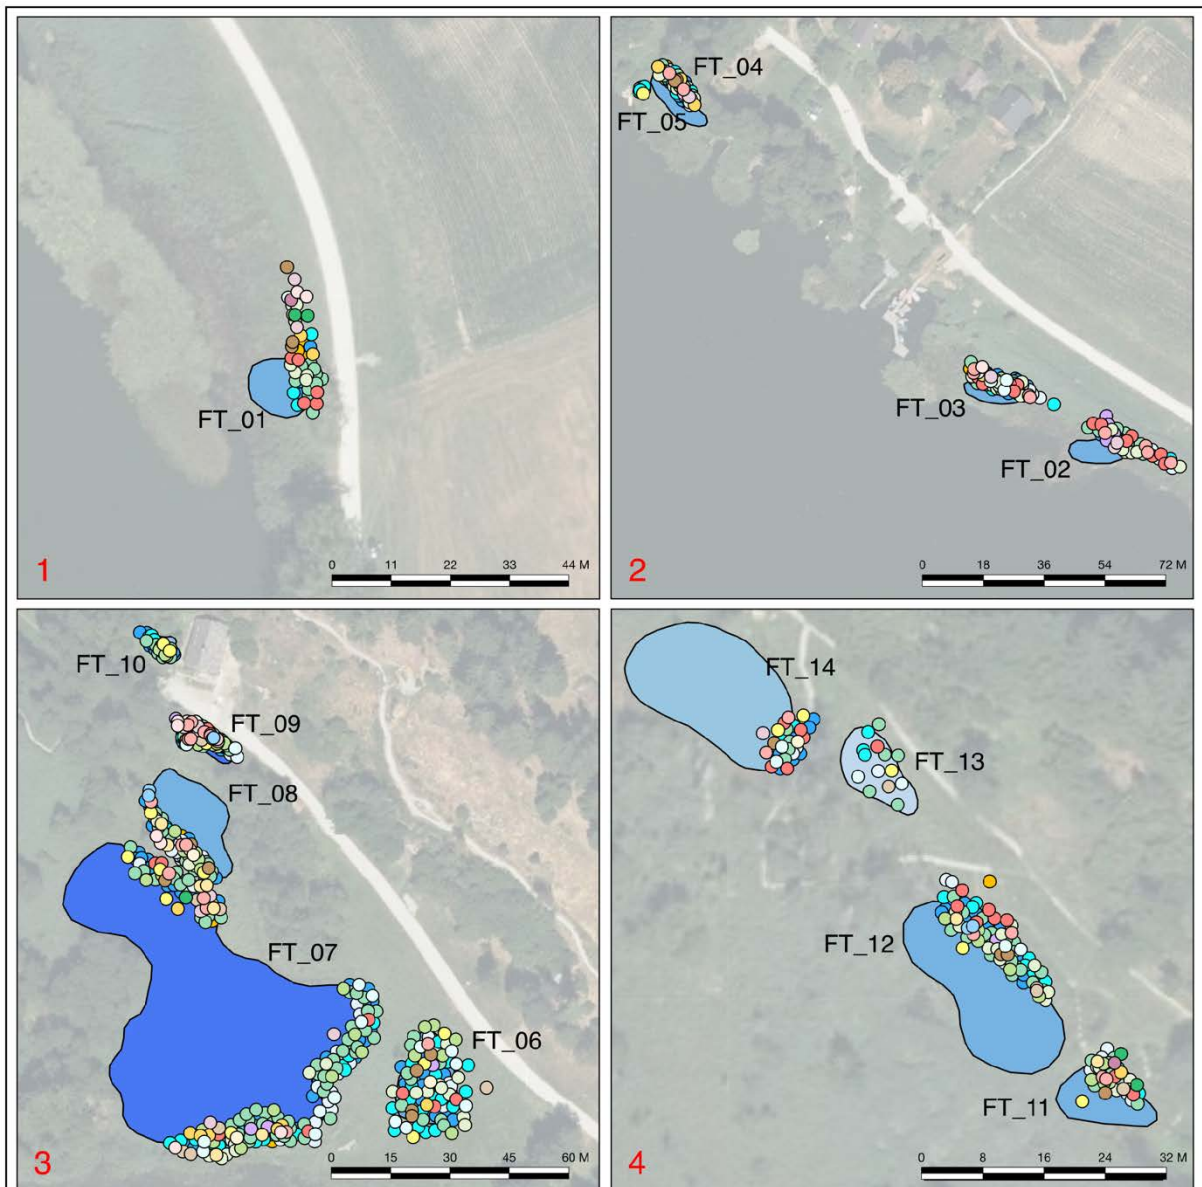 FT_01
1
0 11 22 33 44 M
FT_04
FT_05
FT_03
FT_02
2
0 18 36 54 72 M
FT_10
FT_09
FT_08
FT_07
FT_06
3
0 15 30 45 60 M
FT_14
FT_13
FT_12
FT_11
4
0 8 16 24 32 M